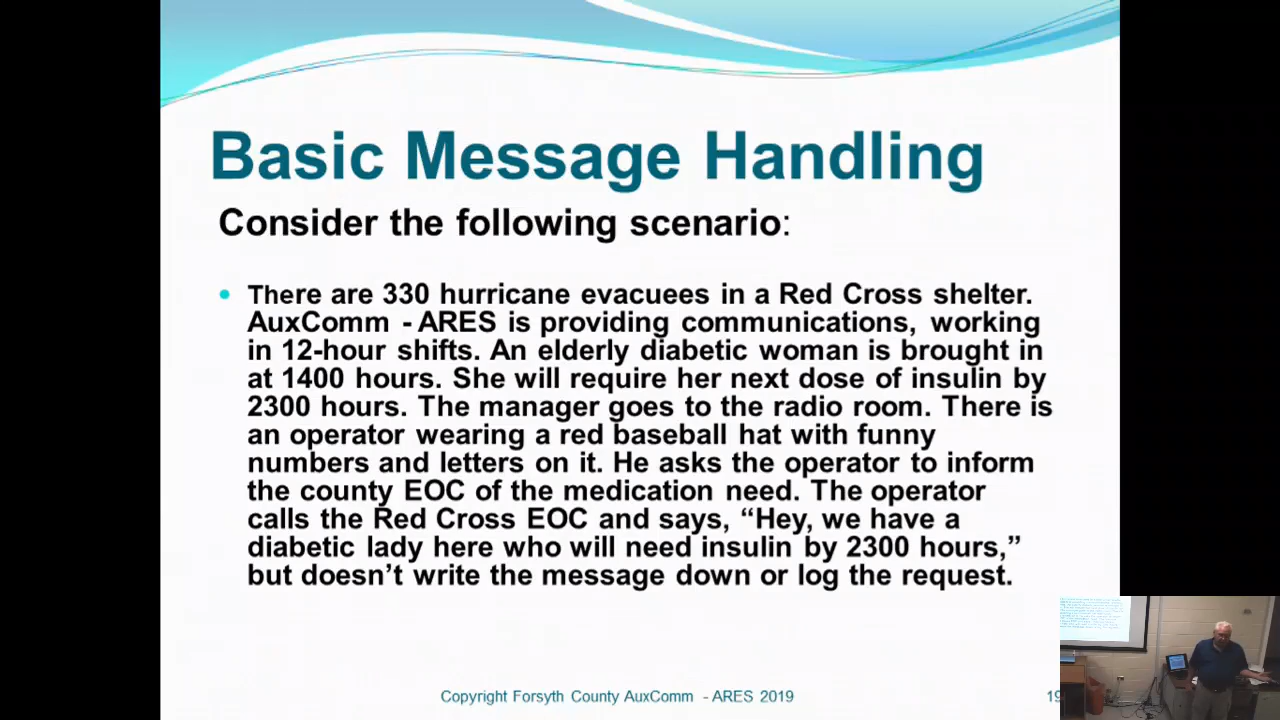 Basic Message Handling
Consider the following scenario:
• There are 330 hurricane evacuees in a Red Cross shelter.
AuxComm - ARES is providing communications, working
in 12-hour shifts. An elderly diabetic woman is brought in
at 1400 hours. She will require her next dose of insulin by
2300 hours. The manager goes to the radio room. There is
an operator wearing a red baseball hat with funny
numbers and letters on it. He asks the operator to inform
the county EOC of the medication need. The operator
calls the Red Cross EOC and says, “Hey, we have a
diabetic lady here who will need insulin by 2300 hours,”
but doesn’t write the message down or log the request.
Copyright Forsyth County AuxComm - ARES 2019